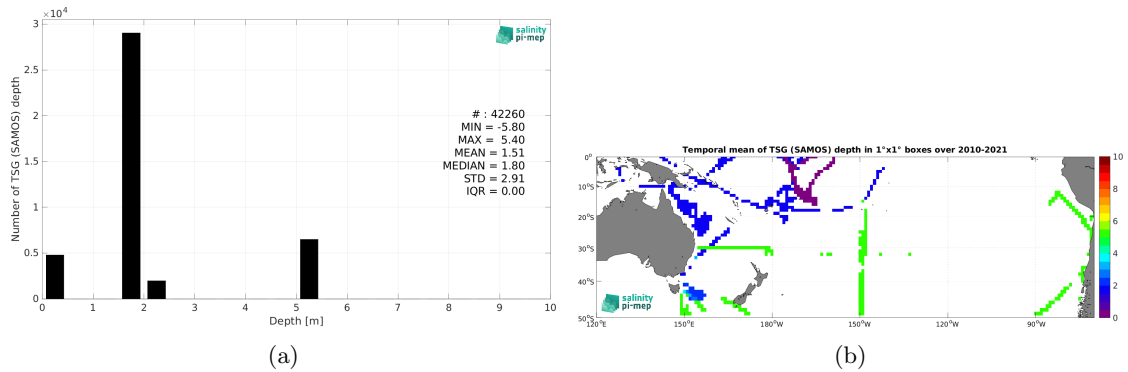 3 ×10⁴
2.5
2
1.5
1
0.5
0
0 1 2 3 4 5 6 7 8 9 10
Number of TSG (SAMOS) depth
Depth [m]
salinity
pi-mep
# : 42260
MIN = -5.80
MAX = 5.40
MEAN = 1.51
MEDIAN = 1.80
STD = 2.91
IQR = 0.00
(a)
Temporal mean of TSG (SAMOS) depth in 1°x1° boxes over 2010-2021
0°
10°S
20°S
30°S
40°S
50°S
120°E 150°E 180°W 150°W 120°W 90°W
salinity
pi-mep
10
8
6
4
2
0
(b)